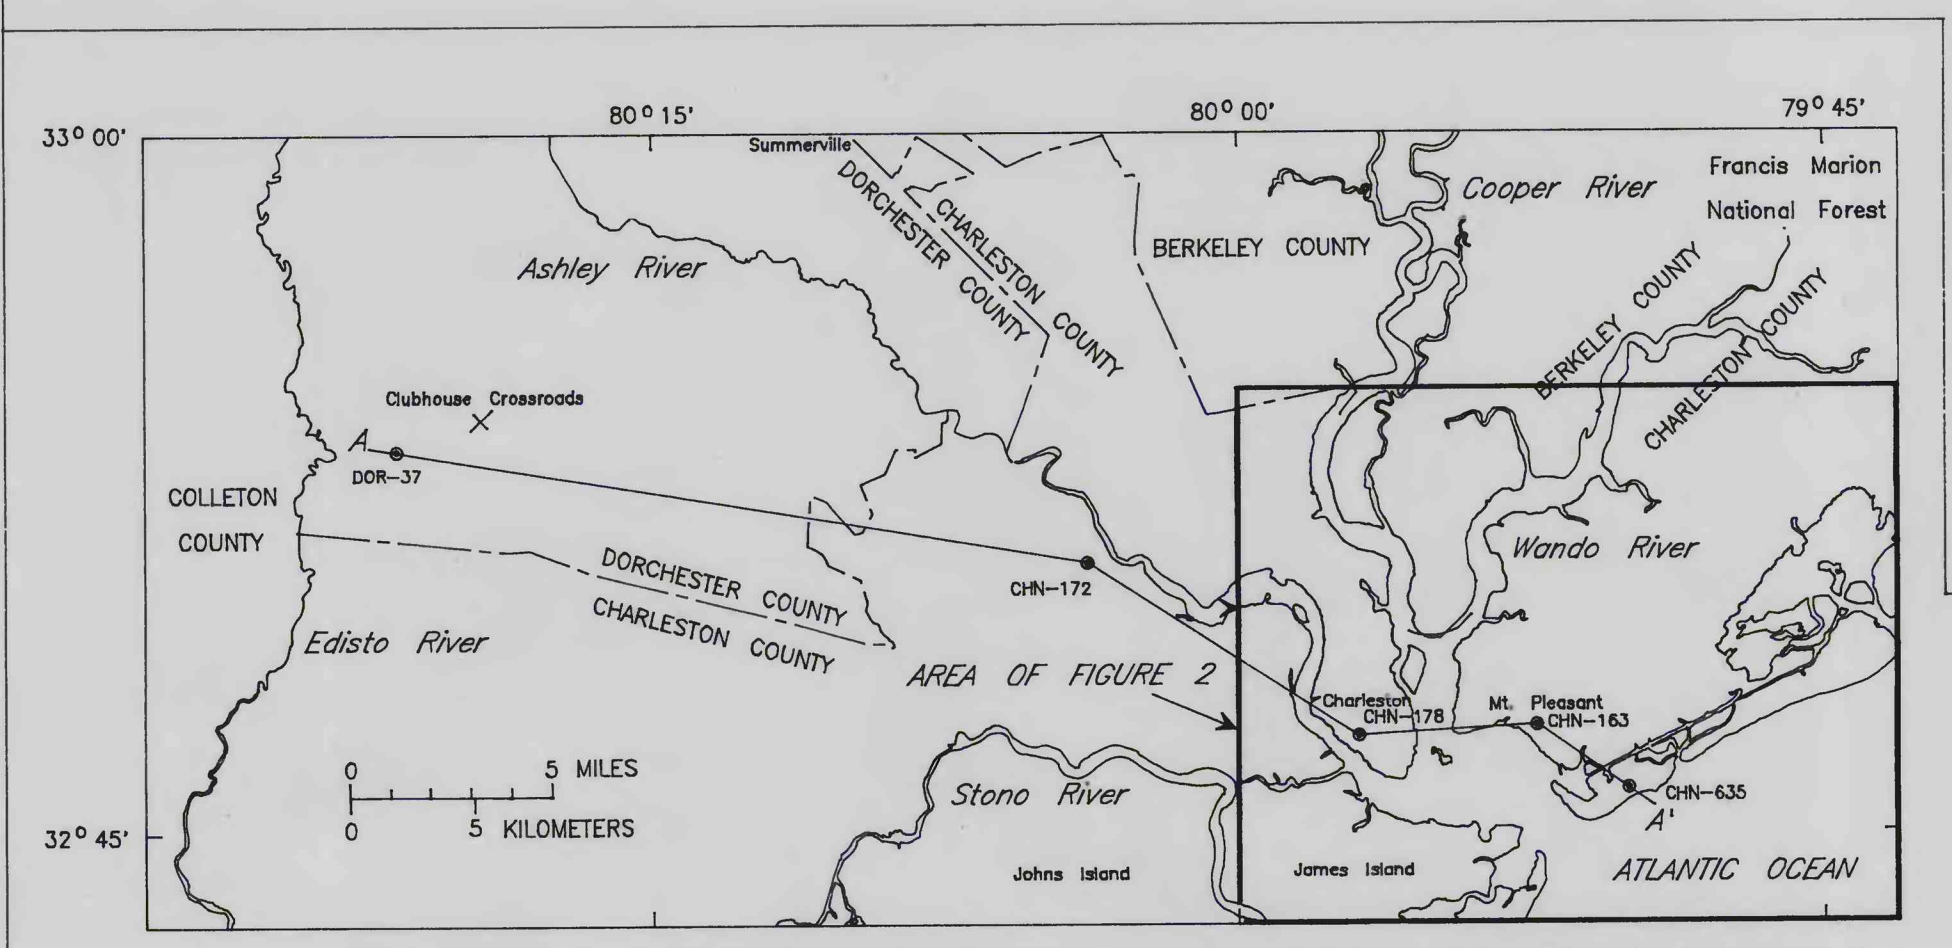 80° 15'
80° 00'
79° 45'
33° 00'
Summerville
Francis Marion
National Forest
Cooper River
DORCHESTER COUNTY
CHARLESTON COUNTY
BERKELEY COUNTY
Ashley River
BERKELEY COUNTY
CHARLESTON COUNTY
Clubhouse Crossroads
A
DOR-37
COLLETON
COUNTY
Wando River
DORCHESTER COUNTY
CHARLESTON COUNTY
CHN-172
Edisto River
AREA OF FIGURE 2
Charleston
CHN-178
Mt. Pleasant
CHN-163
0 5 MILES
0 5 KILOMETERS
Stono River
CHN-635
A'
32° 45'
Johns Island
James Island
ATLANTIC OCEAN